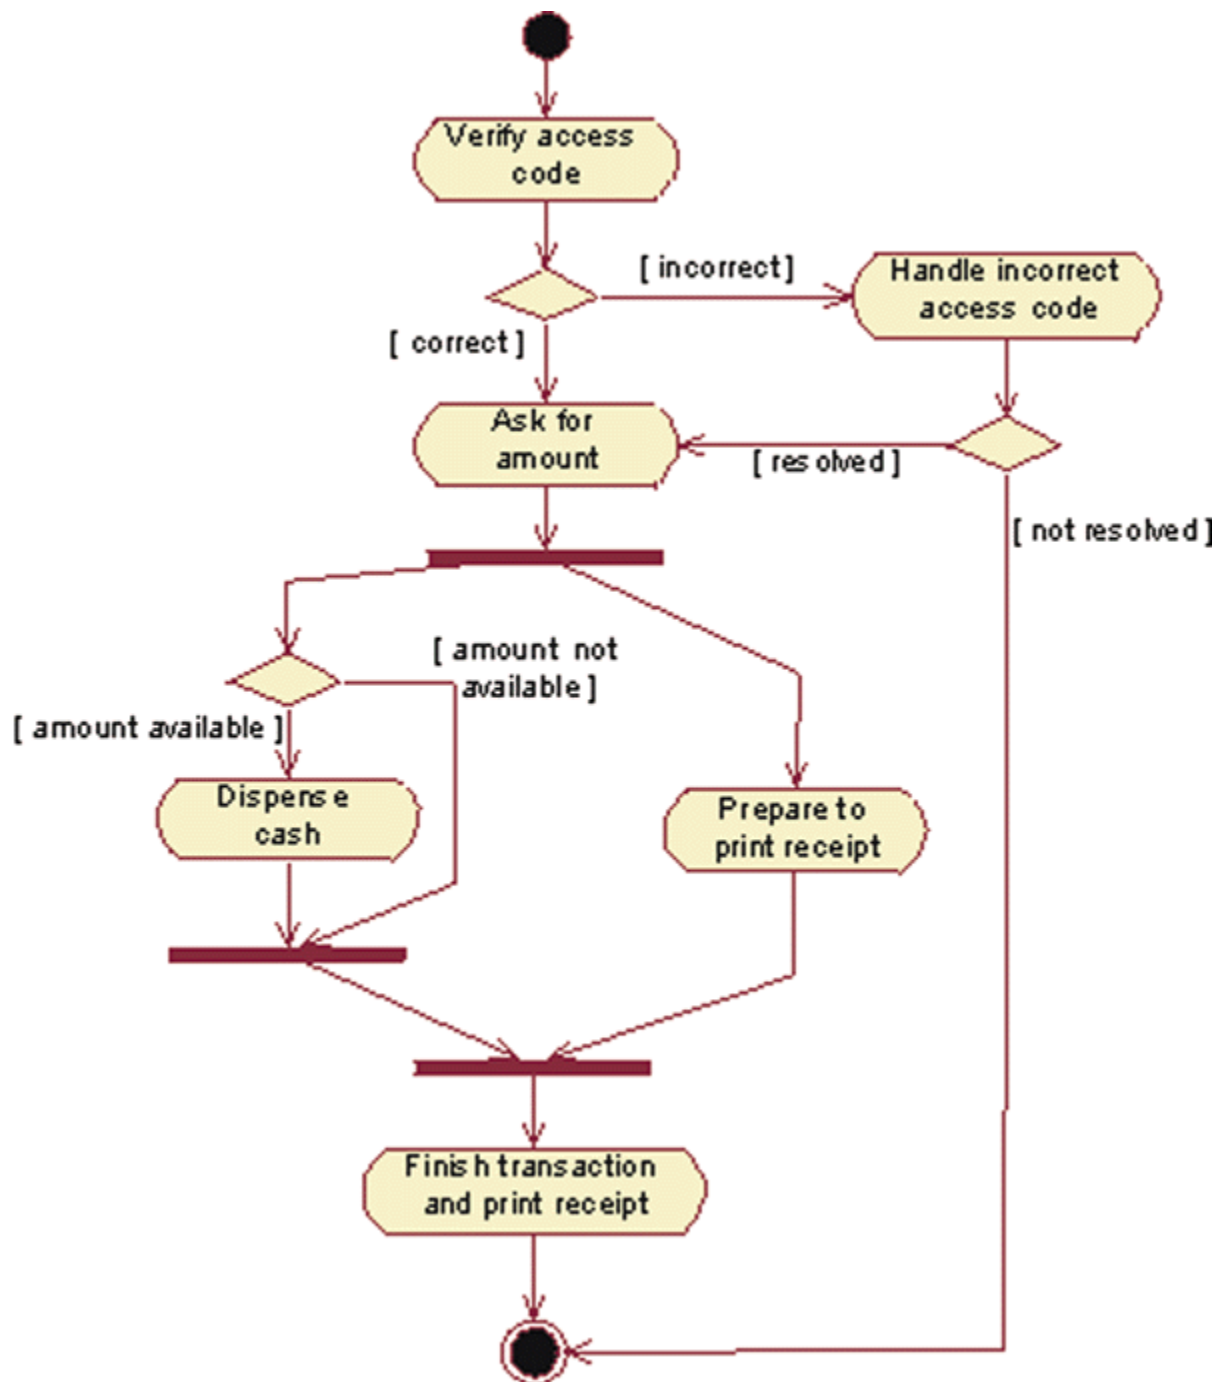 Verify access
code
[ incorrect ]
Handle incorrect
access code
[ correct ]
Ask for
amount
[ resolved ]
[ not resolved ]
[ amount not
available ]
[ amount available ]
Dispense
cash
Prepare to
print receipt
Finish transaction
and print receipt